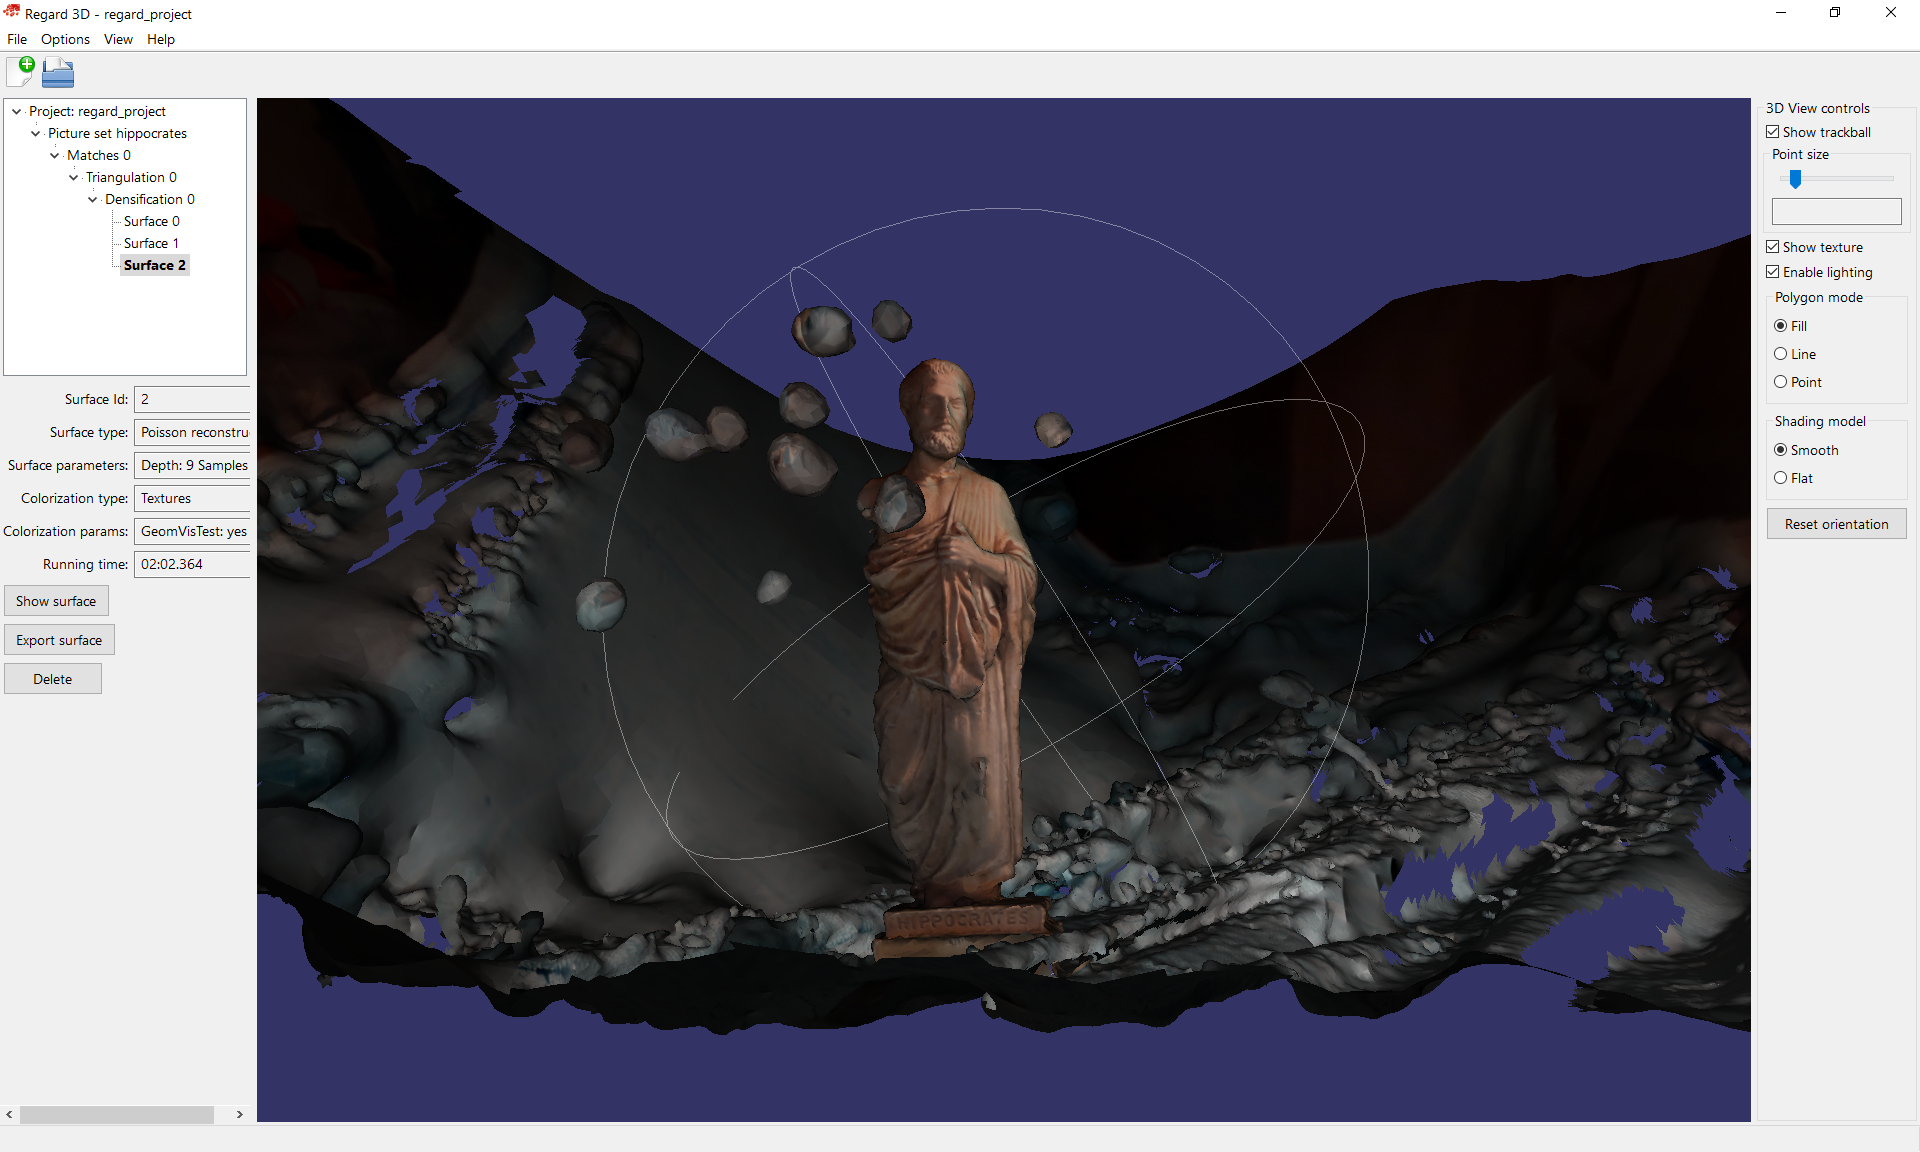 Regard 3D - regard_project
File Options View Help
Project: regard_project
Picture set hippocrates
Matches 0
Triangulation 0
Densification 0
Surface 0
Surface 1
Surface 2
Surface Id: 2
Surface type: Poisson reconstru
Surface parameters: Depth: 9 Samples
Colorization type: Textures
Colorization params: GeomVisTest: yes
Running time: 02:02.364
Show surface
Export surface
Delete
HIPPOCRATES
3D View controls
Show trackball
Point size
Show texture
Enable lighting
Polygon mode
Fill
Line
Point
Shading model
Smooth
Flat
Reset orientation